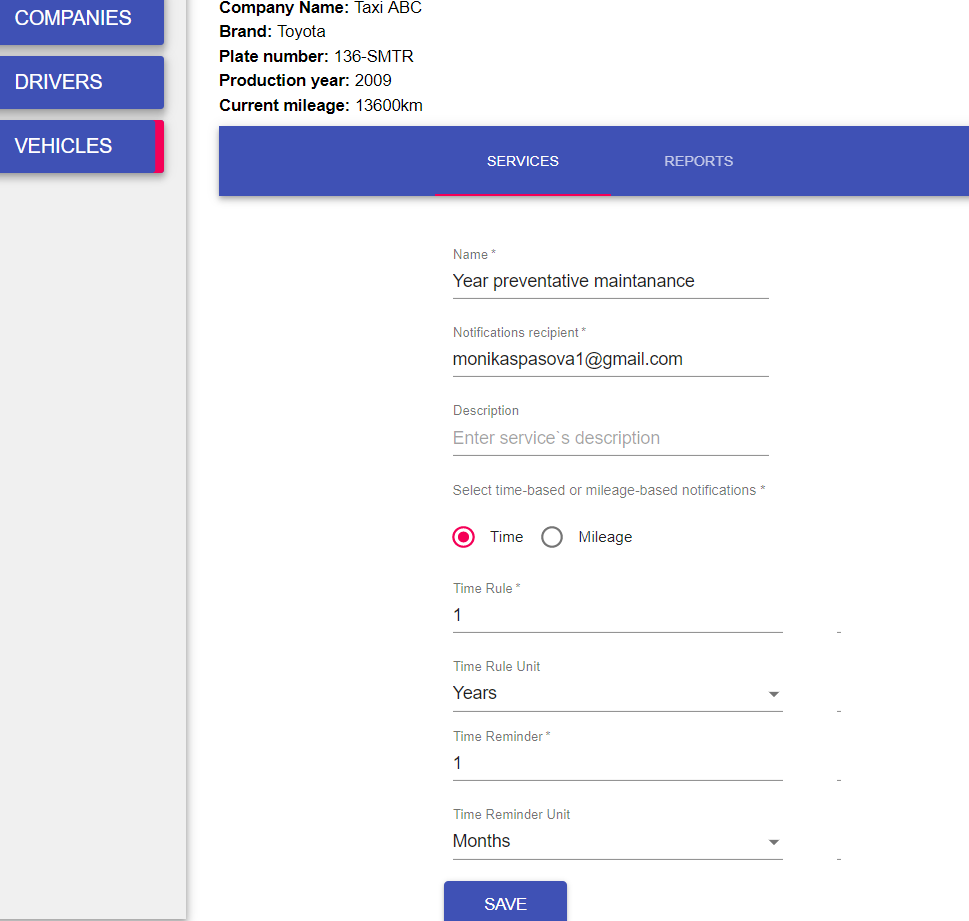 COMPANIES
DRIVERS
VEHICLES
Company Name: Taxi ABC
Brand: Toyota
Plate number: 136-SMTR
Production year: 2009
Current mileage: 13600km
SERVICES REPORTS
Name *
Year preventative maintanance
Notifications recipient *
monikaspasova1@gmail.com
Description
Enter service`s description
Select time-based or mileage-based notifications *
Time Mileage
Time Rule *
1
Time Rule Unit
Years
Time Reminder *
1
Time Reminder Unit
Months
SAVE